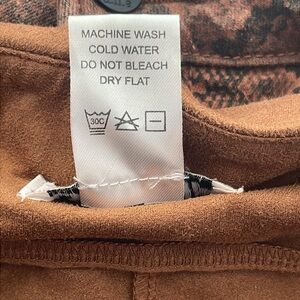 MACHINE WASH
COLD WATER
DO NOT BLEACH
DRY FLAT
30C